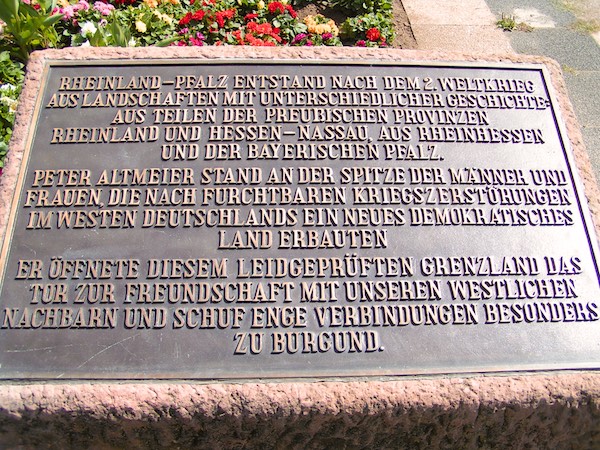 RHEINLAND-PFALZ ENTSTAND NACH DEM 2. WELTKRIEG
AUS LANDSCHAFTEN MIT UNTERSCHIEDLICHER GESCHICHTE:
AUS TEILEN DER PREUßISCHEN PROVINZEN
RHEINLAND UND HESSEN-NASSAU, AUS RHEINHESSEN
UND DER BAYERISCHEN PFALZ.
PETER ALTMEIER STAND AN DER SPITZE DER MÄNNER UND
FRAUEN, DIE NACH FURCHTBAREN KRIEGSZERSTÖRUNGEN
IM WESTEN DEUTSCHLANDS EIN NEUES DEMOKRATISCHES
LAND ERBAUTEN
ER ÖFFNETE DIESEM LEIDGEPRÜFTEN GRENZLAND DAS
TOR ZUR FREUNDSCHAFT MIT UNSEREN WESTLICHEN
NACHBARN UND SCHUF ENGE VERBINDUNGEN BESONDERS
ZU BURGUND.